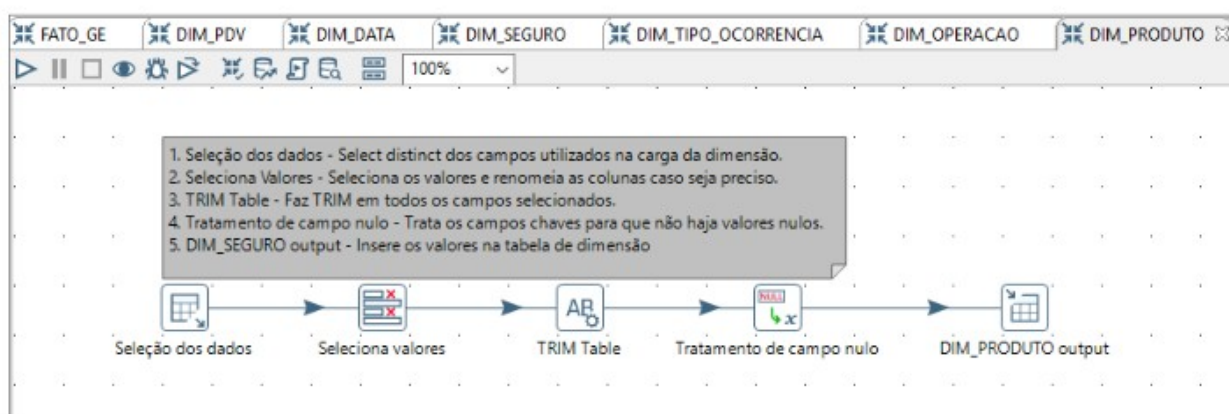 FATO_GE DIM_PDV DIM_DATA DIM_SEGURO DIM_TIPO_OCORRENCIA DIM_OPERACAO DIM_PRODUTO
100%
1. Seleção dos dados - Select distinct dos campos utilizados na carga da dimensão.
2. Seleciona Valores - Seleciona os valores e renomeia as colunas caso seja preciso.
3. TRIM Table - Faz TRIM em todos os campos selecionados.
4. Tratamento de campo nulo - Trata os campos chaves para que não haja valores nulos.
5. DIM_SEGURO output - Insere os valores na tabela de dimensão
AB
NULL
x
Seleção dos dados Seleciona valores TRIM Table Tratamento de campo nulo DIM_PRODUTO output